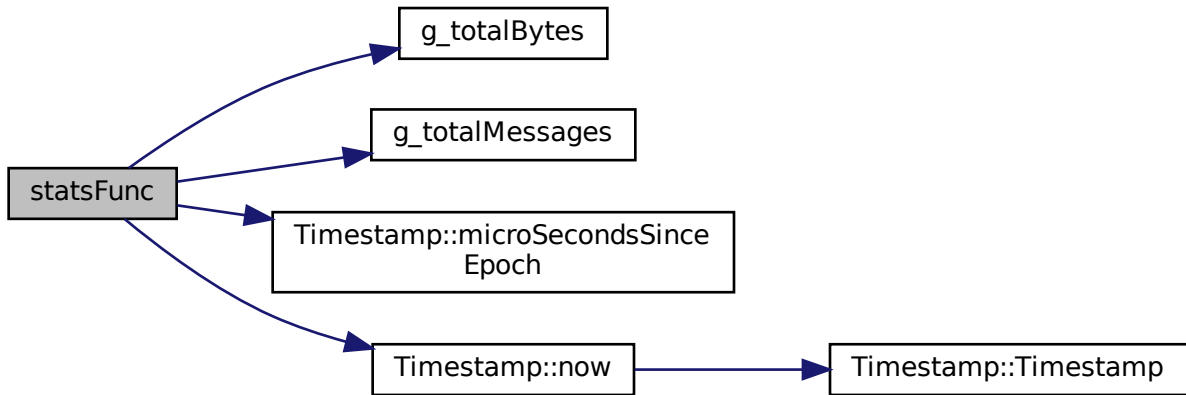 g_totalBytes
g_totalMessages
statsFunc
Timestamp::microSecondsSince
Epoch
Timestamp::now
Timestamp::Timestamp